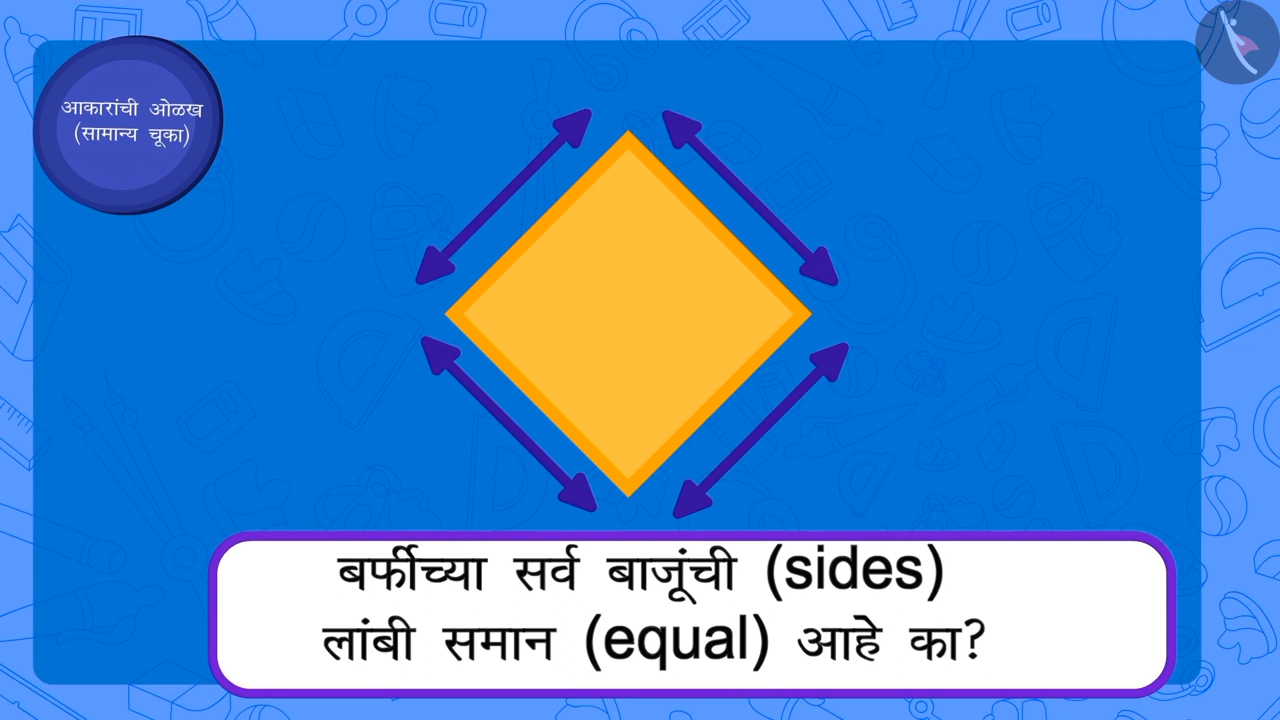 आकारांची ओळख
(सामान्य चूका)
बर्फीच्या सर्व बाजूंची (sides)
लांबी समान (equal) आहे का?